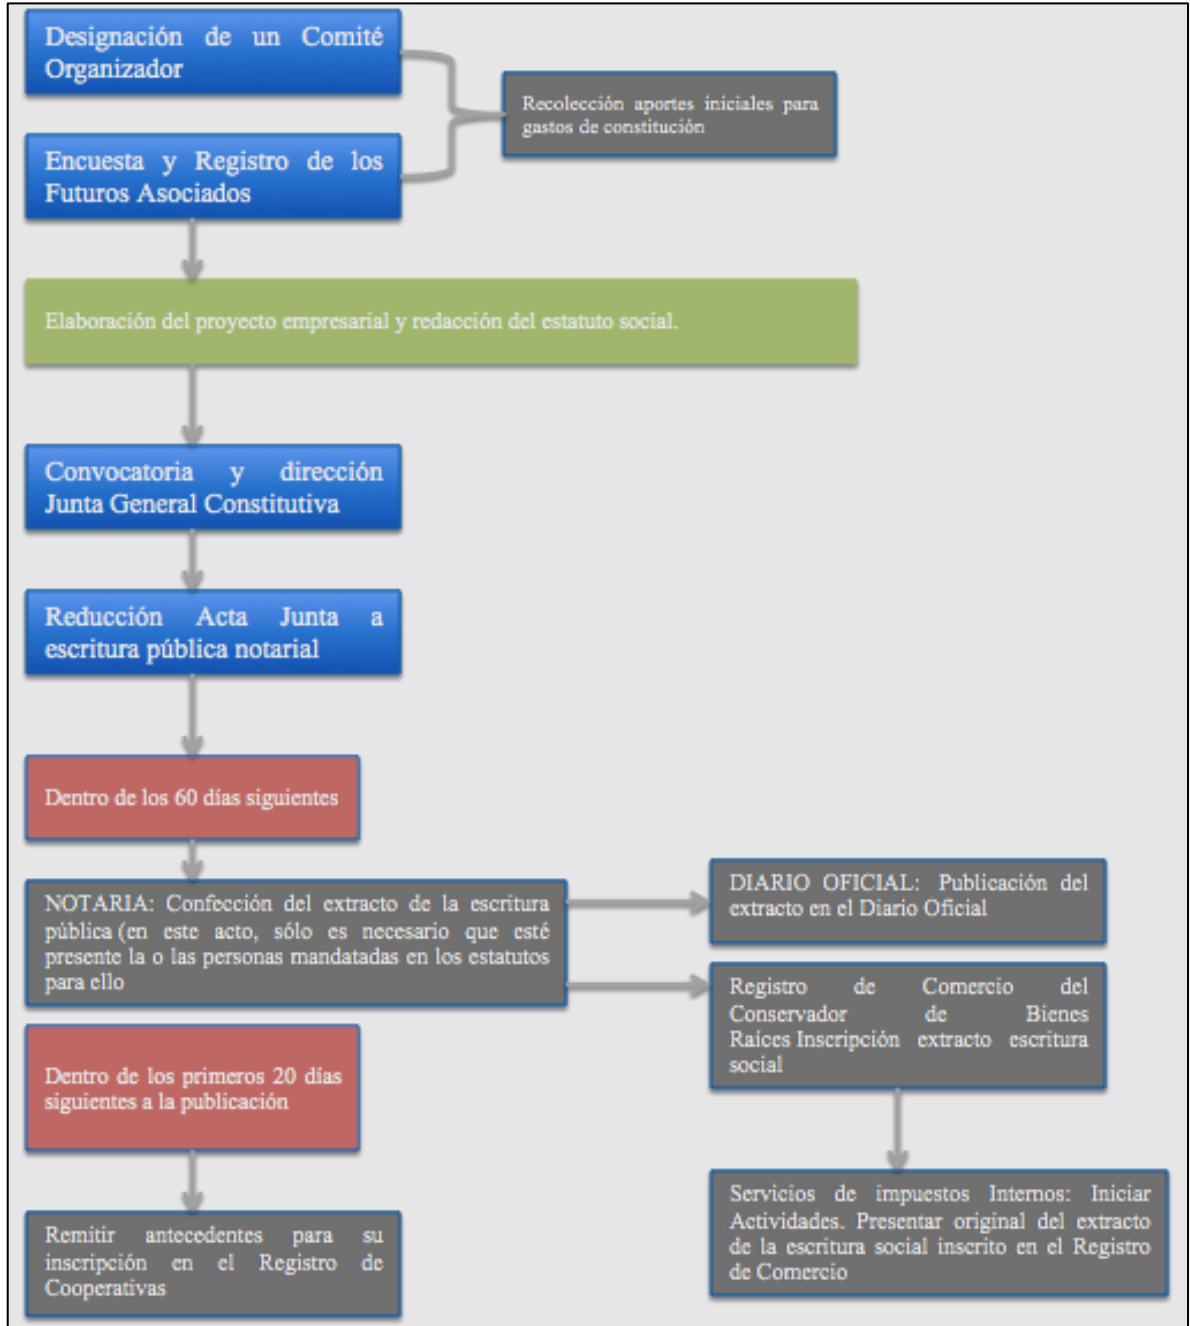 Designación de un Comité
Organizador
Recolección aportes iniciales para
gastos de constitución
Encuesta y Registro de los
Futuros Asociados
Elaboración del proyecto empresarial y redacción del estatuto social.
Convocatoria y dirección
Junta General Constitutiva
Reducción Acta Junta a
escritura pública notarial
Dentro de los 60 días siguientes
NOTARIA: Confección del extracto de la escritura
pública (en este acto, sólo es necesario que esté
presente la o las personas mandatadas en los estatutos
para ello
DIARIO OFICIAL: Publicación del
extracto en el Diario Oficial
Registro de Comercio del
Conservador de Bienes
Raíces Inscripción extracto escritura
social
Dentro de los primeros 20 días
siguientes a la publicación
Servicios de impuestos Internos: Iniciar
Actividades. Presentar original del extracto
de la escritura social inscrito en el Registro
de Comercio
Remitir antecedentes para su
inscripción en el Registro de
Cooperativas